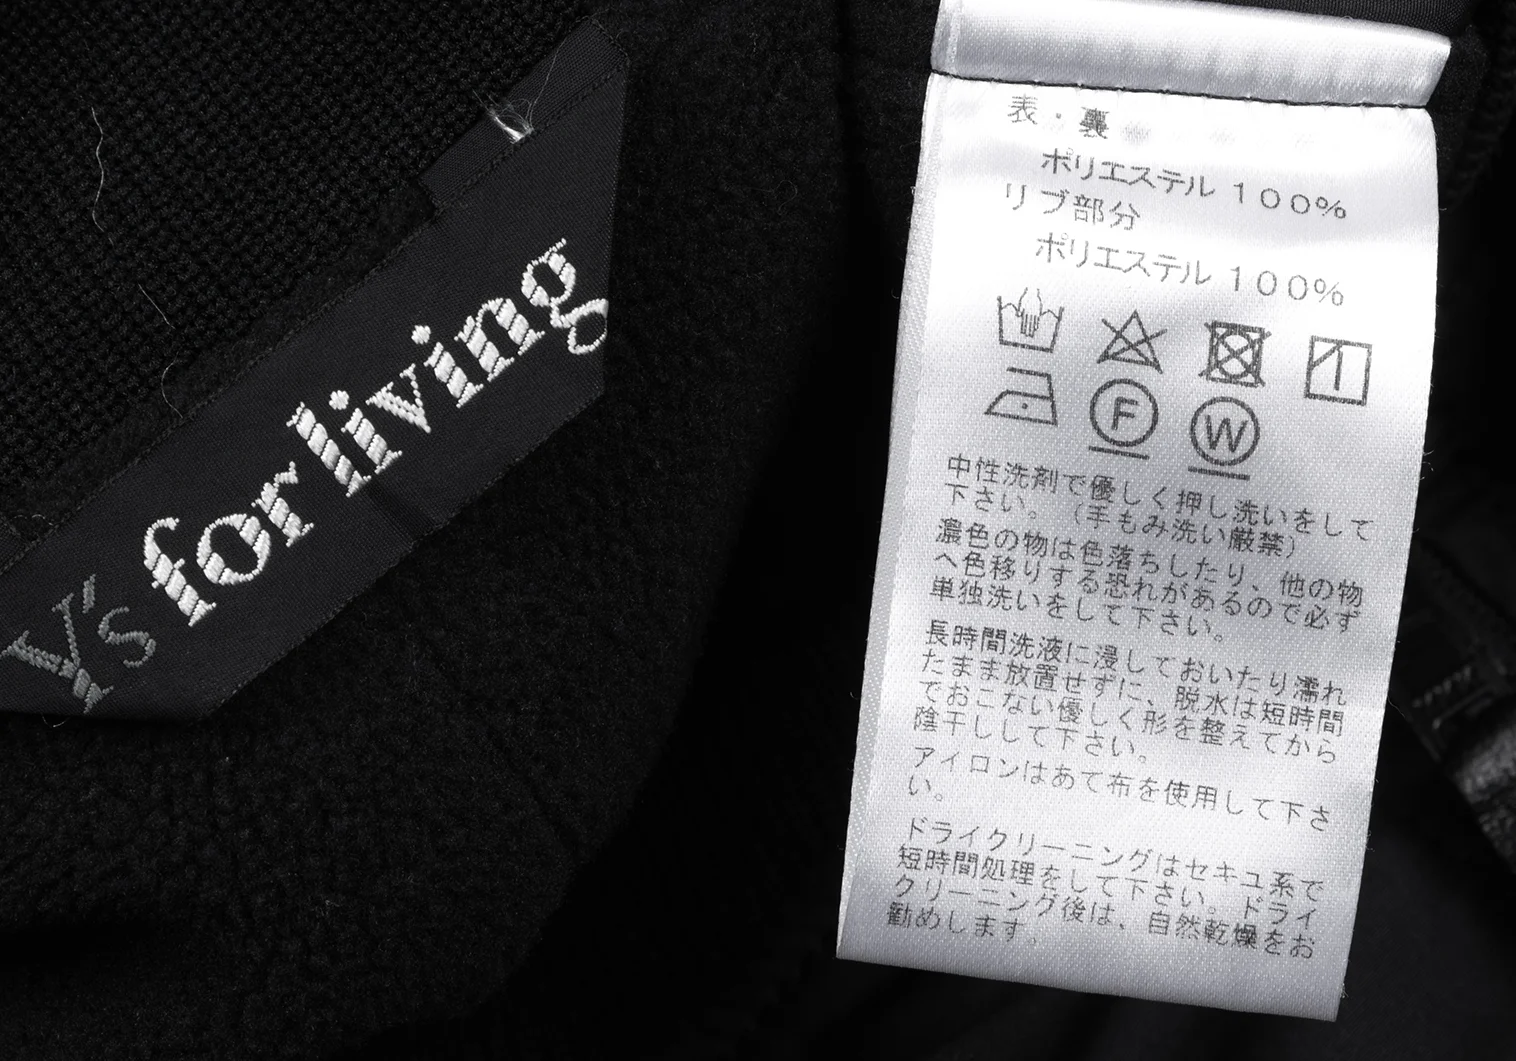 Y's for living
表・裏
ポリエステル 100%
リブ部分
ポリエステル 100%
F
W
中性洗剤で優しく押し洗いをして
下さい。（手もみ洗い厳禁）
濃色の物は色落ちしたり、他の物
へ色移りする恐れがあるので必ず
単独洗いをして下さい。
長時間洗液に浸しておいたり濡れ
たまま放置せずに、脱水は短時間
でおこない優しく形を整えてから
陰干しして下さい。
アイロンはあて布を使用して下さ
い。
ドライクリーニングはセキユ系で
短時間処理をして下さい。ドライ
クリーニング後は、自然乾燥をお
勧めします。